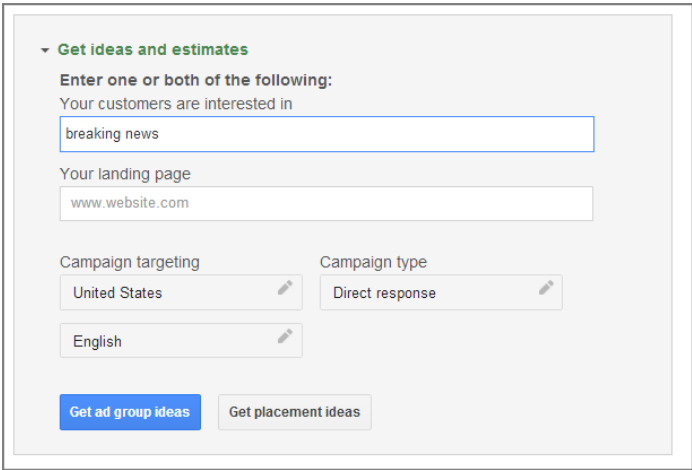 Get ideas and estimates
Enter one or both of the following:
Your customers are interested in
breaking news
Your landing page
www.website.com
Campaign targeting
Campaign type
United States
Direct response
English
Get ad group ideas
Get placement ideas